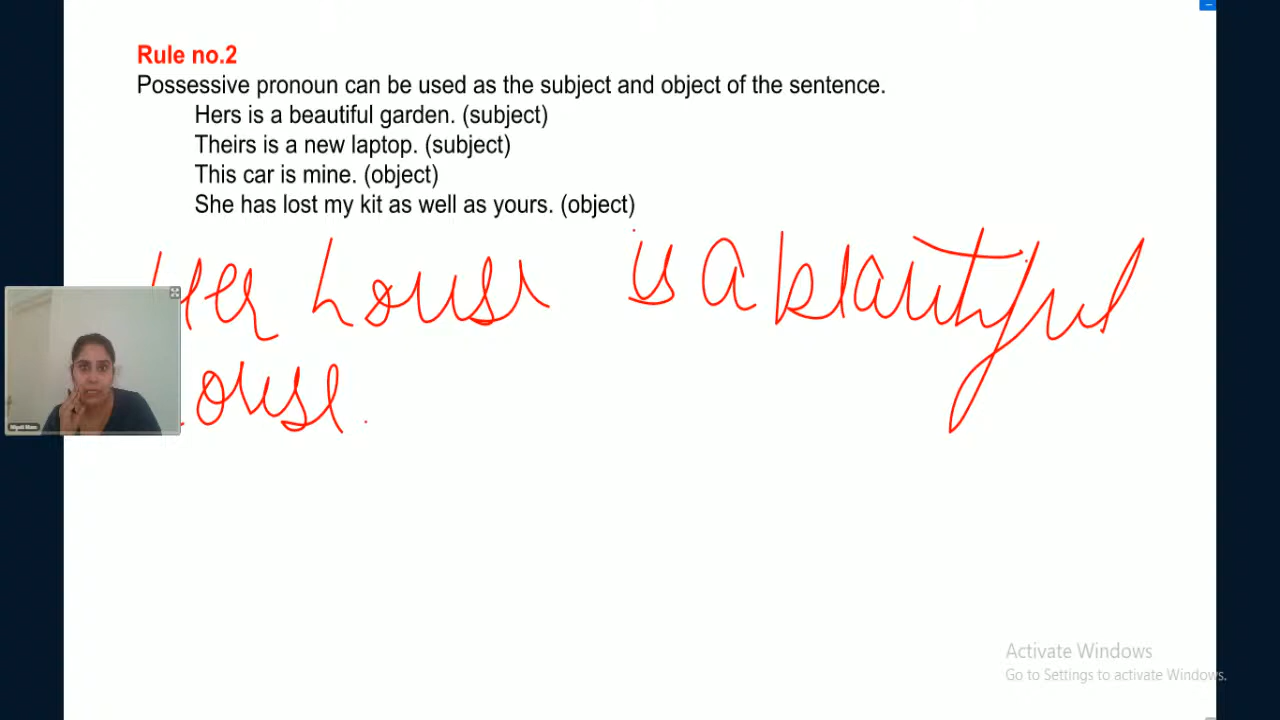 Rule no.2
Possessive pronoun can be used as the subject and object of the sentence.
Hers is a beautiful garden. (subject)
Theirs is a new laptop. (subject)
This car is mine. (object)
She has lost my kit as well as yours. (object)
Her house is a beautiful
house.
Activate Windows
Go to Settings to activate Windows.